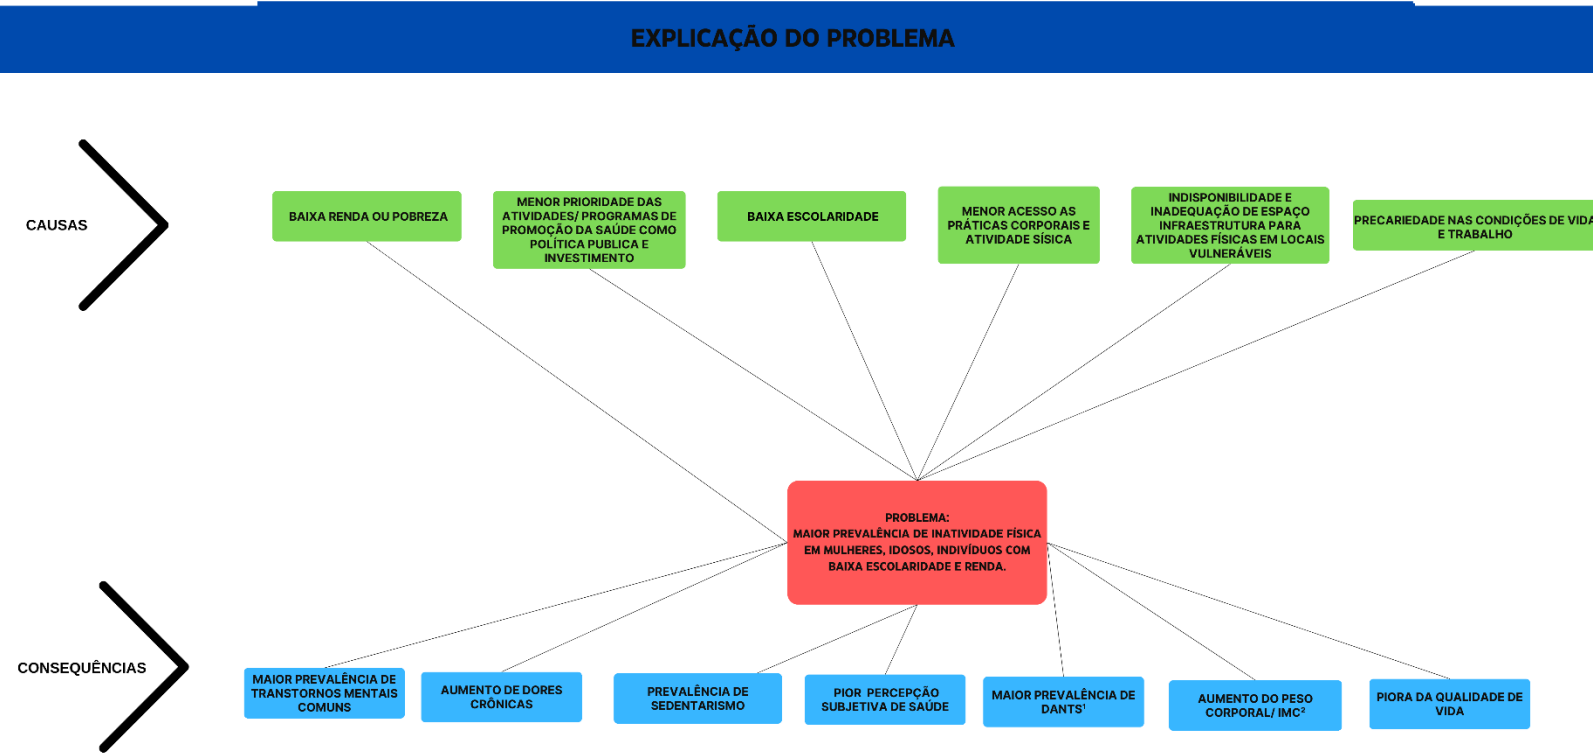 EXPLICAÇÃO DO PROBLEMA
CAUSAS
BAIXA RENDA OU POBREZA
MENOR PRIORIDADE DAS
ATIVIDADES/ PROGRAMAS DE
PROMOÇÃO DA SAÚDE COMO
POLÍTICA PUBLICA E
INVESTIMENTO
BAIXA ESCOLARIDADE
MENOR ACESSO AS
PRÁTICAS CORPORAIS E
ATIVIDADE SÍSICA
INDISPONIBILIDADE E
INADEQUAÇÃO DE ESPAÇO
INFRAESTRUTURA PARA
ATIVIDADES FÍSICAS EM LOCAIS
VULNERÁVEIS
PRECARIEDADE NAS CONDIÇÕES DE VIDA
E TRABALHO
PROBLEMA:
MAIOR PREVALÊNCIA DE INATIVIDADE FÍSICA
EM MULHERES, IDOSOS, INDIVÍDUOS COM
BAIXA ESCOLARIDADE E RENDA.
CONSEQUÊNCIAS
MAIOR PREVALÊNCIA DE
TRANSTORNOS MENTAIS
COMUNS
AUMENTO DE DORES
CRÔNICAS
PREVALÊNCIA DE
SEDENTARISMO
PIOR PERCEPÇÃO
SUBJETIVA DE SAÚDE
MAIOR PREVALÊNCIA DE
DANTS¹
AUMENTO DO PESO
CORPORAL/ IMC²
PIORA DA QUALIDADE DE
VIDA